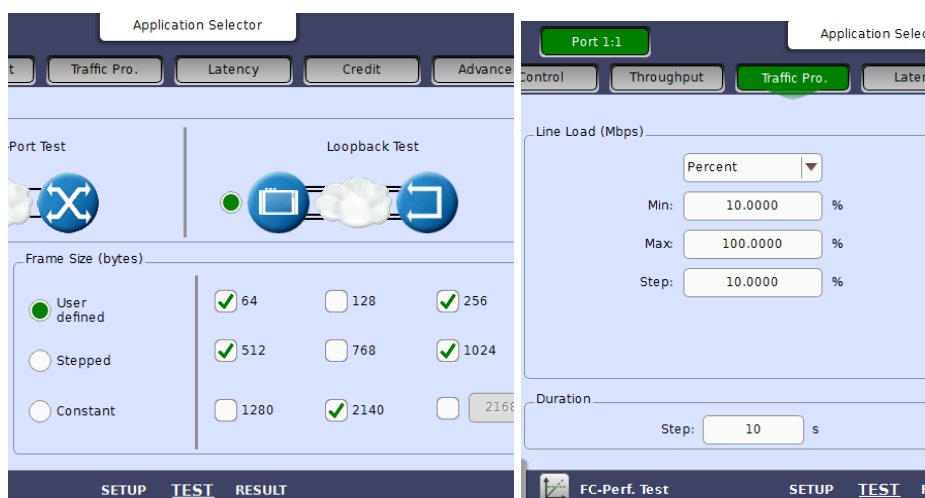 Application Selector
t Traffic Pro. Latency Credit Advance
Port Test Loopback Test
Frame Size (bytes)
User
defined
64 128 256
Stepped
512 768 1024
Constant
1280 2140 2168
SETUP TEST RESULT
Port 1:1
Application Selec
Control Throughput Traffic Pro. Later
Line Load (Mbps)
Percent
Min: 10.0000 %
Max: 100.0000 %
Step: 10.0000 %
Duration
Step: 10 s
FC-Perf. Test SETUP TEST R